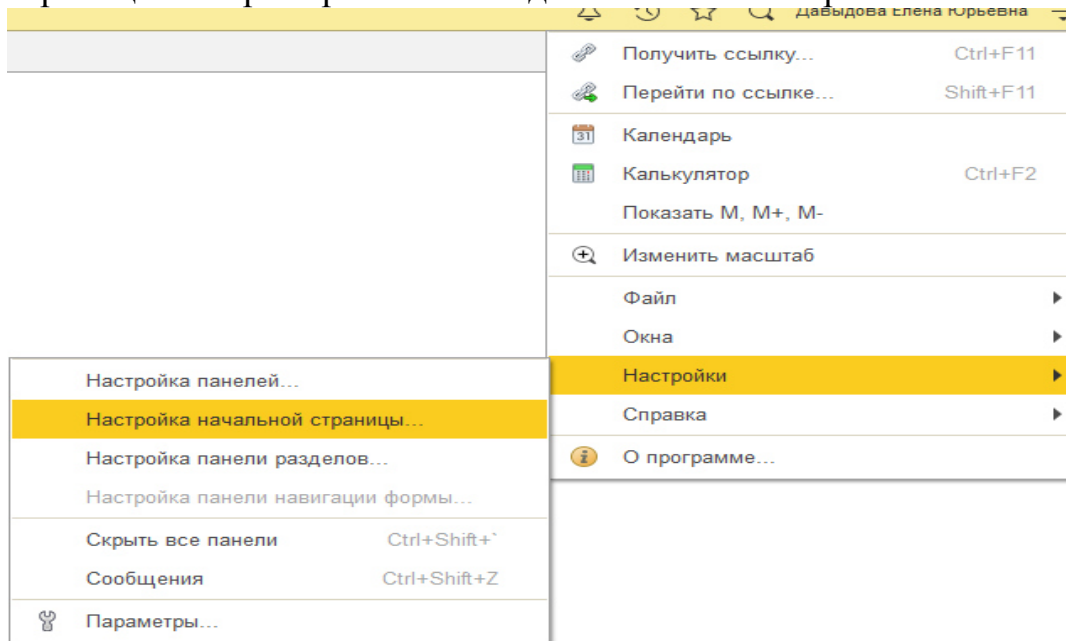 Давыдова Елена Юрьевна
Получить ссылку... Ctrl+F11
Перейти по ссылке... Shift+F11
31 Календарь
Калькулятор Ctrl+F2
Показать M, M+, M-
Изменить масштаб
Файл
Окна
Настройки
Справка
О программе...
Настройка панелей...
Настройка начальной страницы...
Настройка панели разделов...
Настройка панели навигации формы...
Скрыть все панели Ctrl+Shift+`
Сообщения Ctrl+Shift+Z
Параметры...